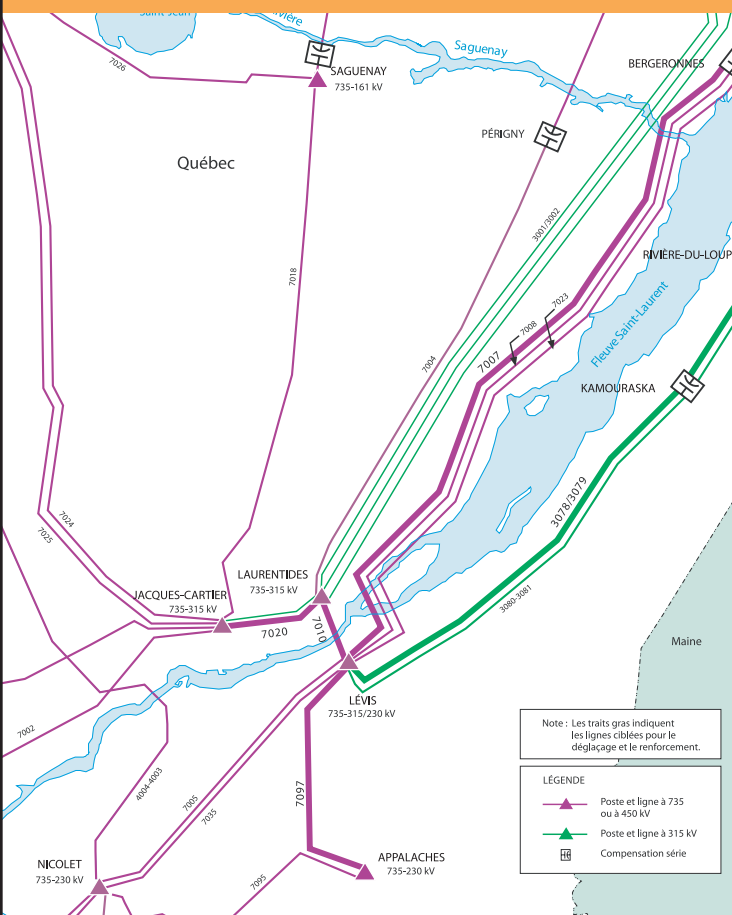 Saint-Jean
Rivière
Saguenay
7026
SAGUENAY
735-161 kV
BERGERONNES
PÉRIGNY
Québec
3001/3002
RIVIÈRE-DU-LOUP
7018
7023
7008
7004
7007
Fleuve Saint-Laurent
KAMOURASKA
3078/3079
7024
7025
LAURENTIDES
735-315 kV
JACQUES-CARTIER
735-315 kV
7020
7010
3080-3081
Maine
LÉVIS
735-315/230 kV
7002
4004-4003
7005
7035
7097
Note : Les traits gras indiquent
les lignes ciblées pour le
déglaçage et le renforcement.
LÉGENDE
Poste et ligne à 735
ou à 450 kV
Poste et ligne à 315 kV
Compensation série
NICOLET
735-230 kV
7095
APPALACHES
735-230 kV